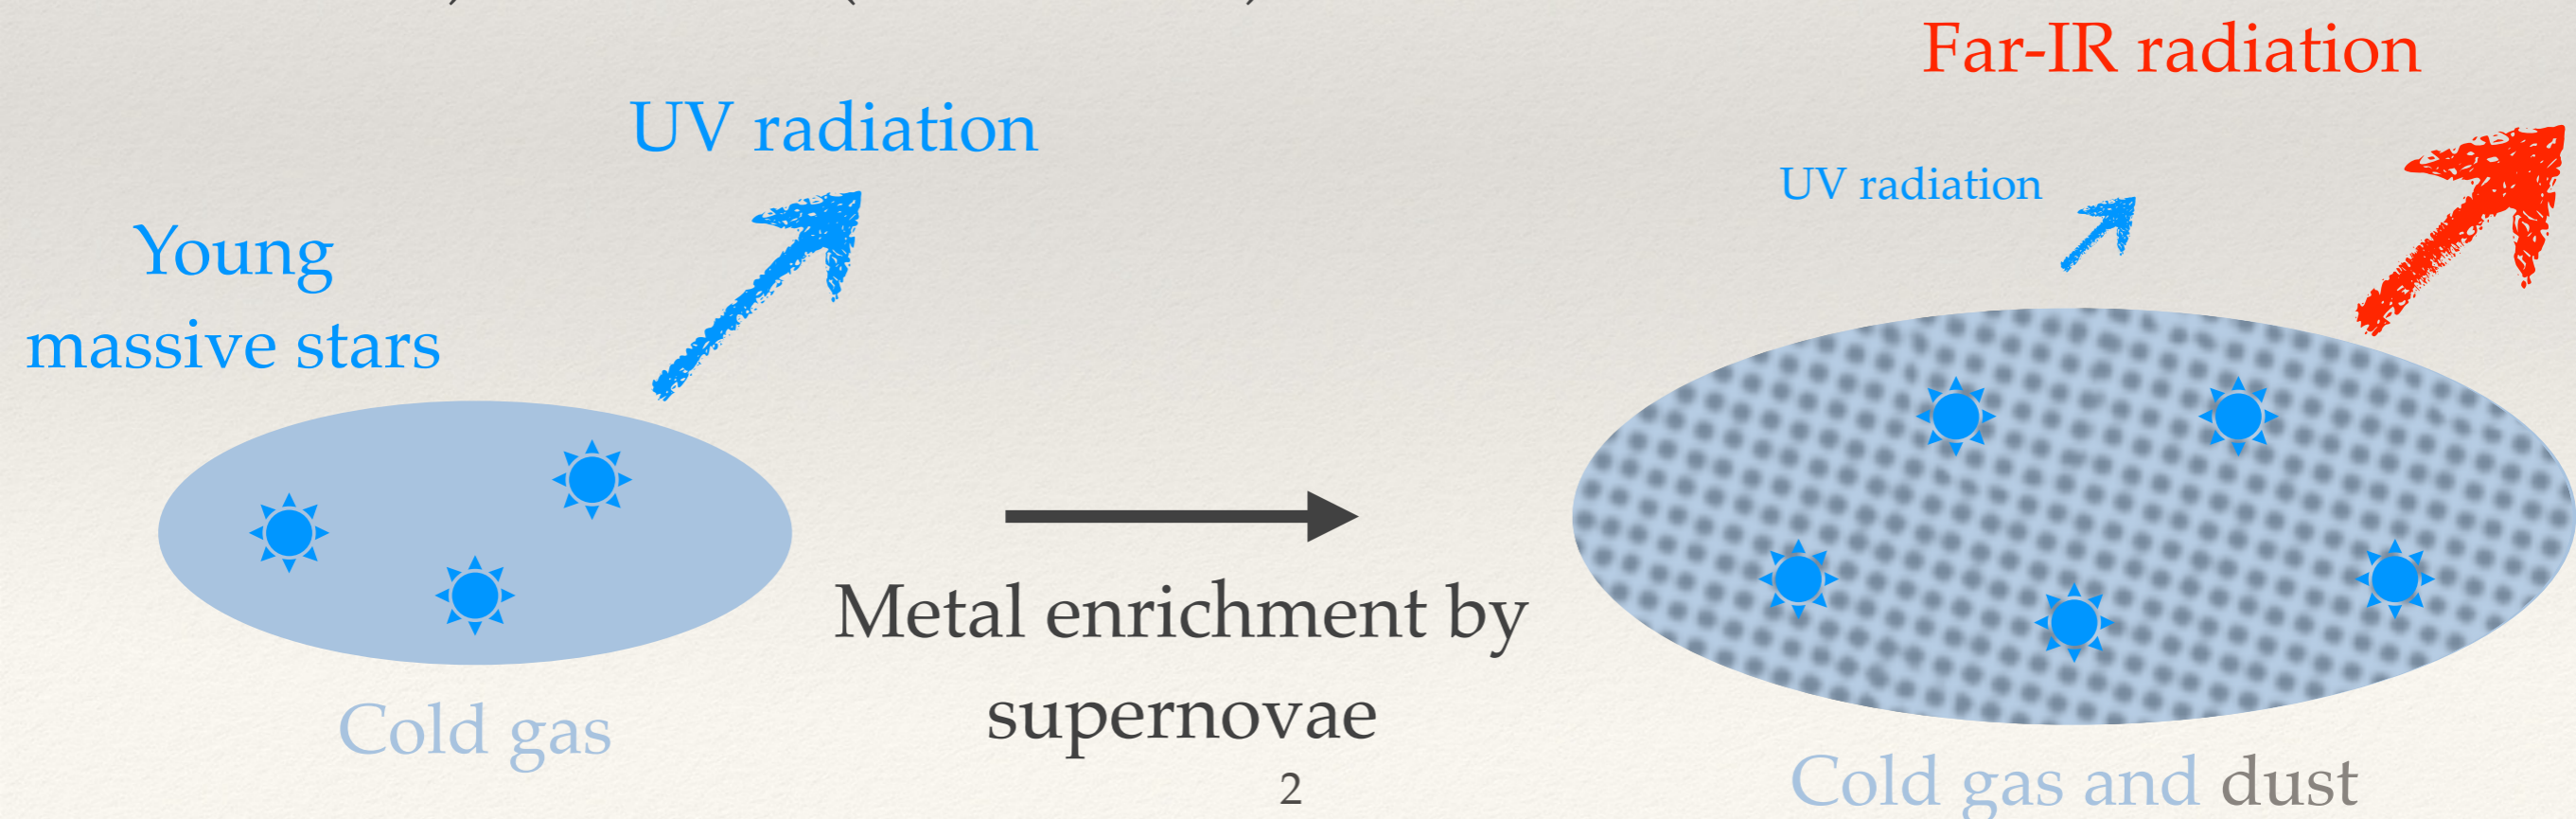 Far-IR radiation
UV radiation
UV radiation
Young
massive stars
Metal enrichment by
supernovae
Cold gas
Cold gas and dust
2